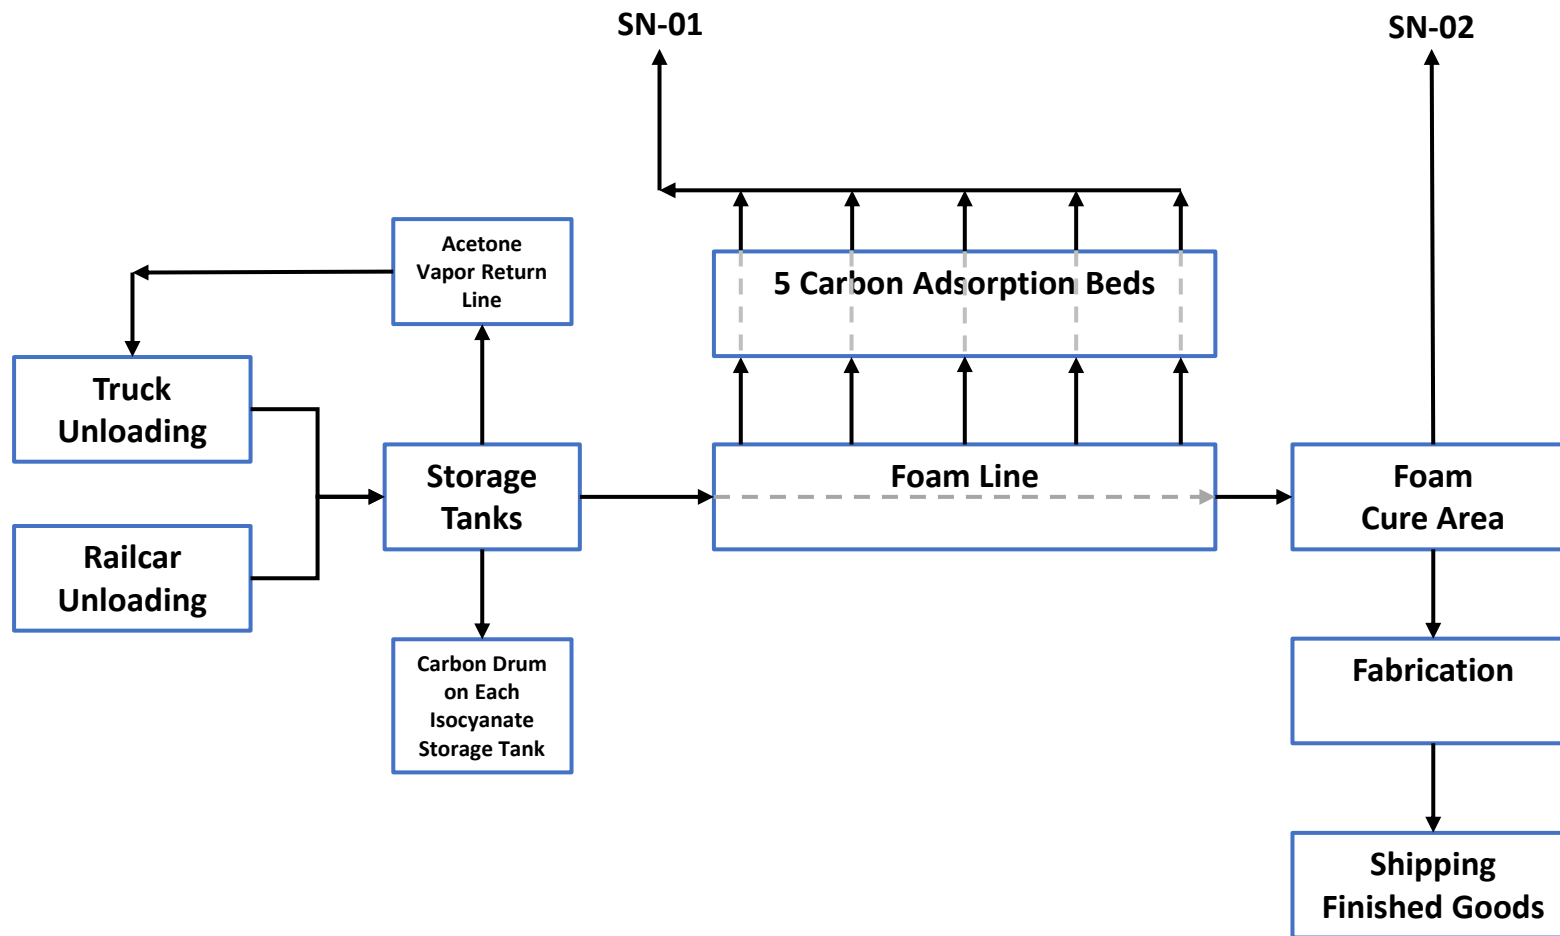 SN-01
SN-02
Acetone
Vapor Return
Line
5 Carbon Adsorption Beds
Truck
Unloading
Storage
Tanks
Foam Line
Foam
Cure Area
Railcar
Unloading
Carbon Drum
on Each
Isocyanate
Storage Tank
Fabrication
Shipping
Finished Goods